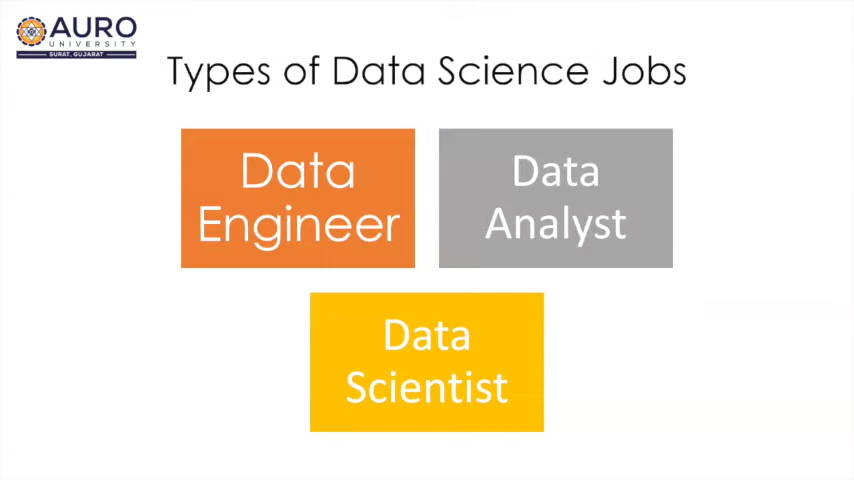 AURO
UNIVERSITY
SURAT, GUJARAT
Types of Data Science Jobs
Data
Engineer
Data
Analyst
Data
Scientist